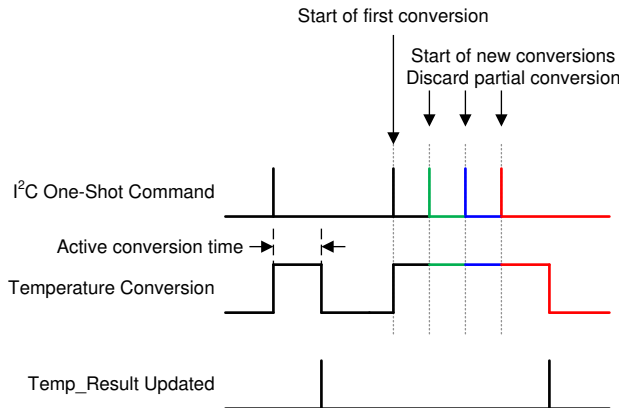 Start of first conversion
Start of new conversions
Discard partial conversion
I²C One-Shot Command
Active conversion time
Temperature Conversion
Temp_Result Updated